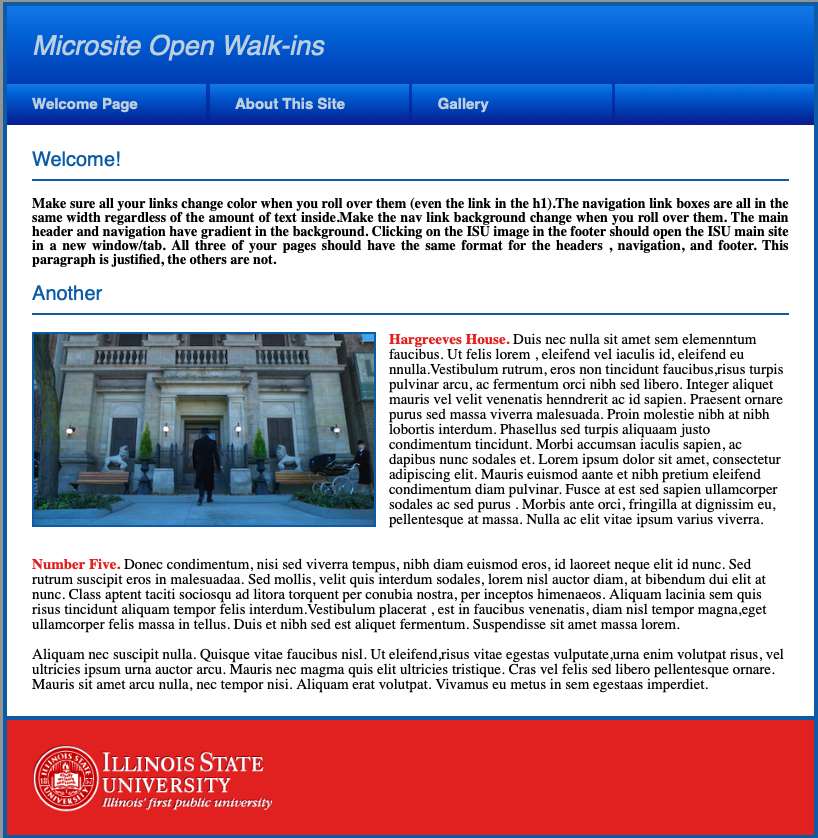 Microsite Open Walk-ins
Welcome Page About This Site Gallery
Welcome!
Make sure all your links change color when you roll over them (even the link in the h1).The navigation link boxes are all in the
same width regardless of the amount of text inside.Make the nav link background change when you roll over them. The main
header and navigation have gradient in the background. Clicking on the ISU image in the footer should open the ISU main site
in a new window/tab. All three of your pages should have the same format for the headers , navigation, and footer. This
paragraph is justified, the others are not.
Another
Hargreeves House. Duis nec nulla sit amet sem elemenntum
faucibus. Ut felis lorem , eleifend vel iaculis id, eleifend eu
nnulla.Vestibulum rutrum, eros non tincidunt faucibus,risus turpis
pulvinar arcu, ac fermentum orci nibh sed libero. Integer aliquet
mauris vel velit venenatis henndrerit ac id sapien. Praesent ornare
purus sed massa viverra malesuada. Proin molestie nibh at nibh
lobortis interdum. Phasellus sed turpis aliquaam justo
condimentum tincidunt. Morbi accumsan iaculis sapien, ac
dapibus nunc sodales et. Lorem ipsum dolor sit amet, consectetur
adipiscing elit. Mauris euismod aante et nibh pretium eleifend
condimentum diam pulvinar. Fusce at est sed sapien ullamcorper
sodales ac sed purus . Morbis ante orci, fringilla at dignissim eu,
pellentesque at massa. Nulla ac elit vitae ipsum varius viverra.
Number Five. Donec condimentum, nisi sed viverra tempus, nibh diam euismod eros, id laoreet neque elit id nunc. Sed
rutrum suscipit eros in malesuadaa. Sed mollis, velit quis interdum sodales, lorem nisl auctor diam, at bibendum dui elit at
nunc. Class aptent taciti sociosqu ad litora torquent per conubia nostra, per inceptos himenaeos. Aliquam lacinia sem quis
risus tincidunt aliquam tempor felis interdum.Vestibulum placerat , est in faucibus venenatis, diam nisl tempor magna,eget
ullamcorper felis massa in tellus. Duis et nibh sed est aliquet fermentum. Suspendisse sit amet massa lorem.
Aliquam nec suscipit nulla. Quisque vitae faucibus nisl. Ut eleifend,risus vitae egestas vulputate,urna enim volutpat risus, vel
ultricies ipsum urna auctor arcu. Mauris nec magma quis elit ultricies tristique. Cras vel felis sed libero pellentesque ornare.
Mauris sit amet arcu nulla, nec tempor nisi. Aliquam erat volutpat. Vivamus eu metus in sem egestaas imperdiet.
ILLINOIS STATE
UNIVERSITY
Illinois' first public university
ILLINOIS STATE
18 57
UNIVERSITY